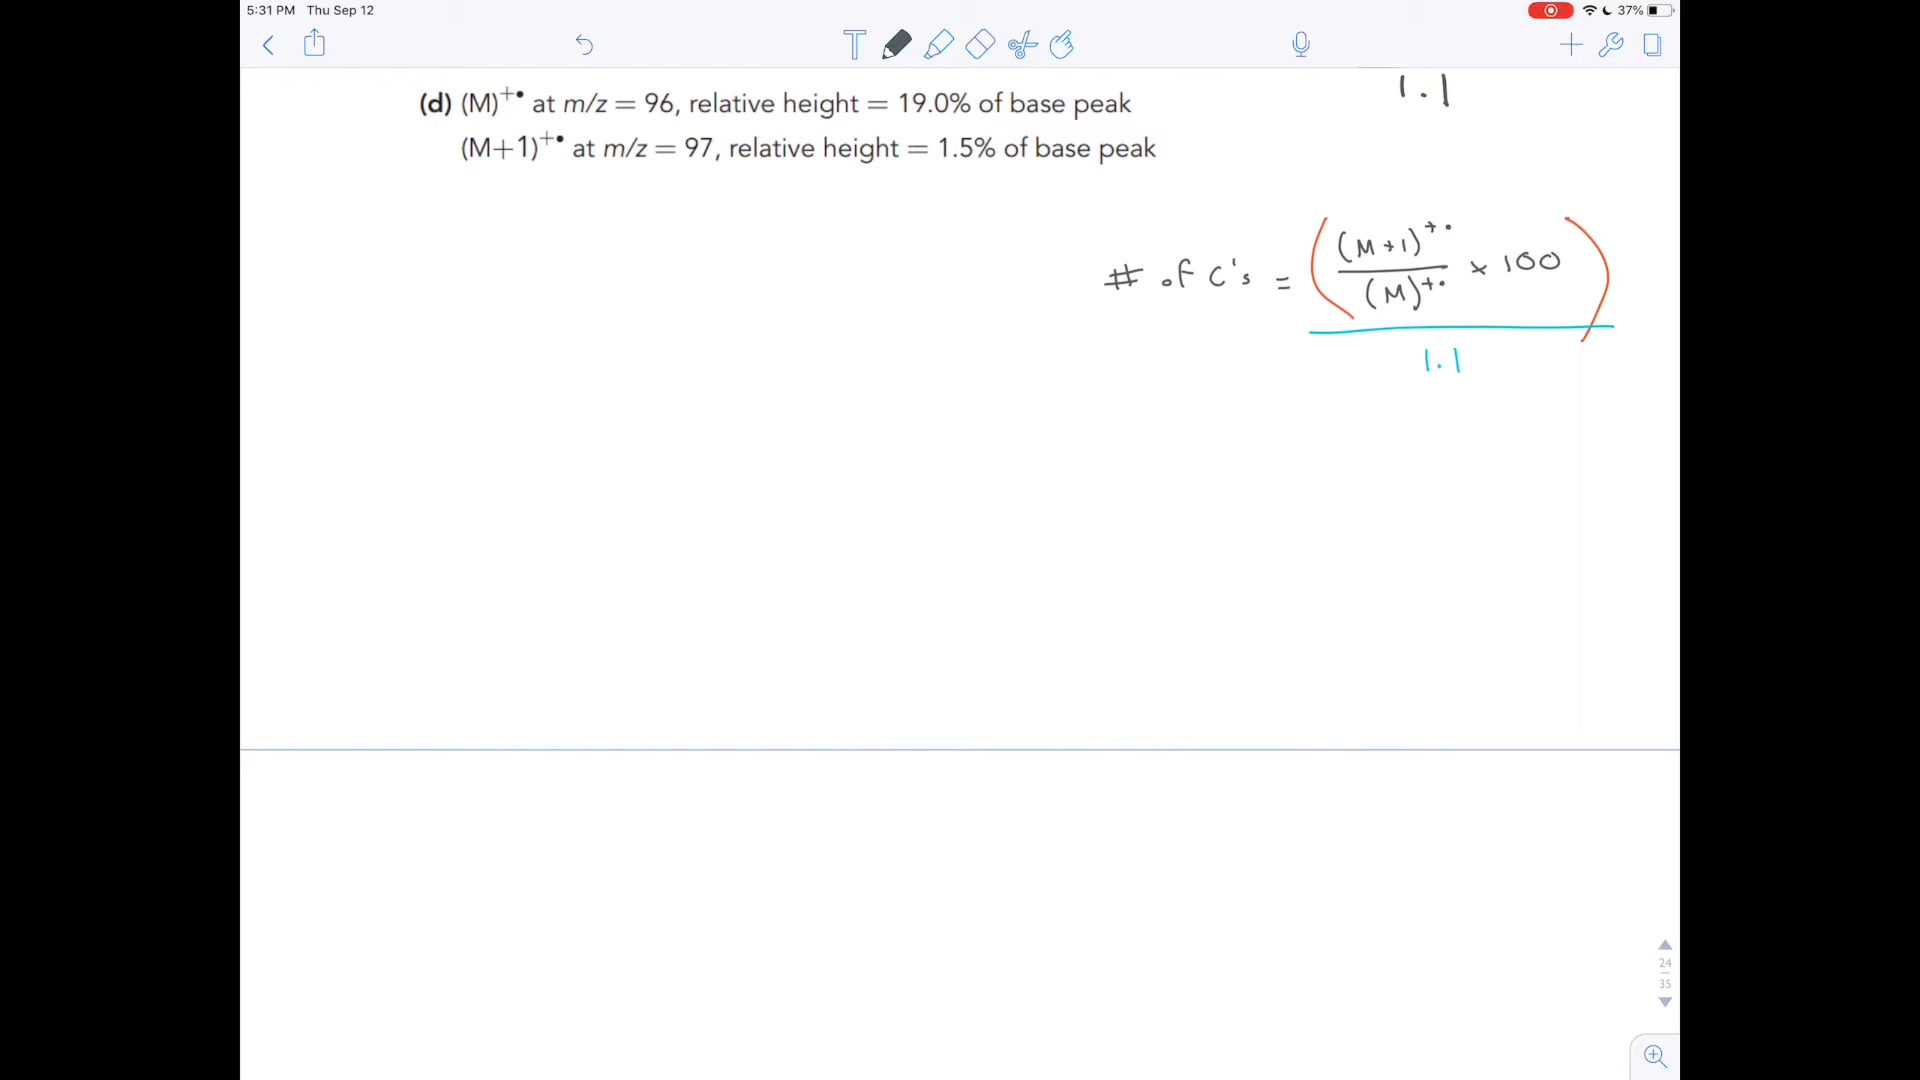 5:31 PM Thu Sep 12
37%
1.1
(d) (M)⁺• at m/z = 96, relative height = 19.0% of base peak
(M+1)⁺• at m/z = 97, relative height = 1.5% of base peak
# of C's = ( (M+1)⁺• / (M)⁺• × 100 )
1.1
24
35